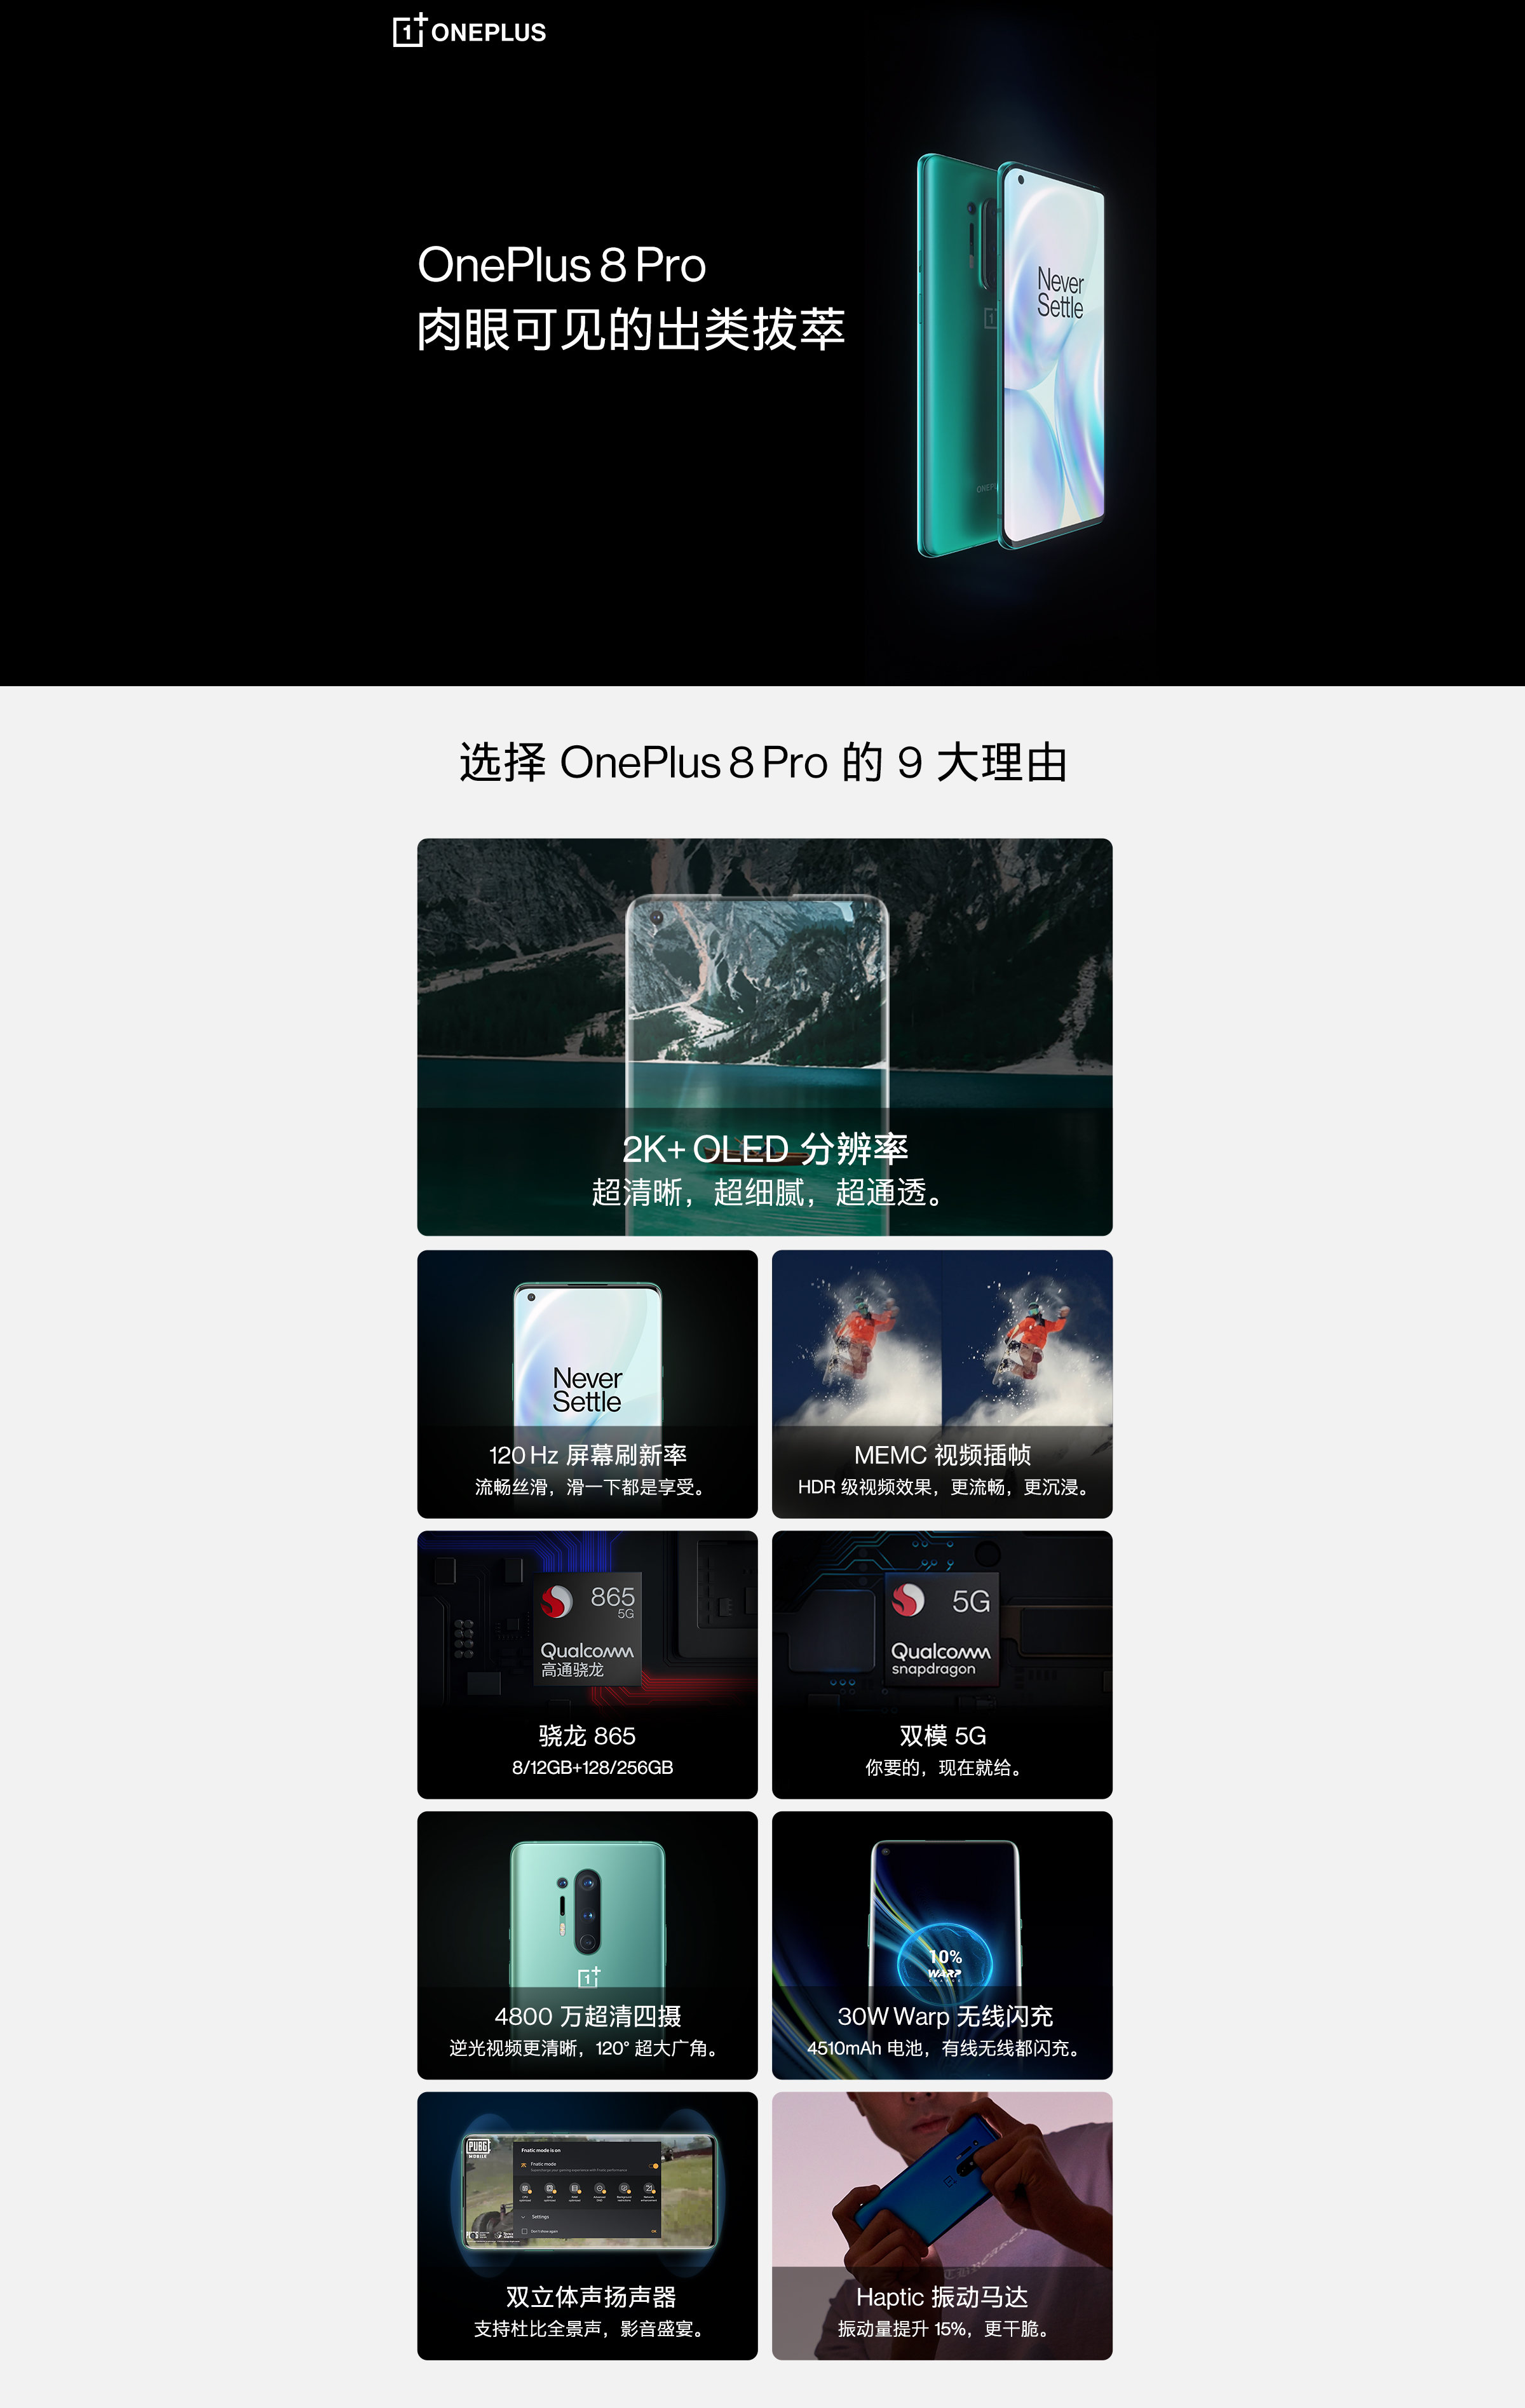 ONEPLUS
OnePlus 8 Pro
肉眼可见的出类拔萃
Never
Settle
选择 OnePlus 8 Pro 的 9 大理由
2K+ OLED 分辨率
超清晰，超细腻，超通透。
Never
Settle
120 Hz 屏幕刷新率
流畅丝滑，滑一下都是享受。
MEMC 视频插帧
HDR 级视频效果，更流畅，更沉浸。
865
5G
Qualcomm
高通骁龙
骁龙 865
8/12GB+128/256GB
5G
Qualcomm
snapdragon
双模 5G
你要的，现在就给。
4800 万超清四摄
逆光视频更清晰，120° 超大广角。
10%
WARP
30W Warp 无线闪充
4510mAh 电池，有线无线都闪充。
PUBG
MOBILE
Fnatic mode is on
Fnatic mode
Settings
Don't show again
OK
双立体声扬声器
支持杜比全景声，影音盛宴。
Haptic 振动马达
振动量提升 15%，更干脆。